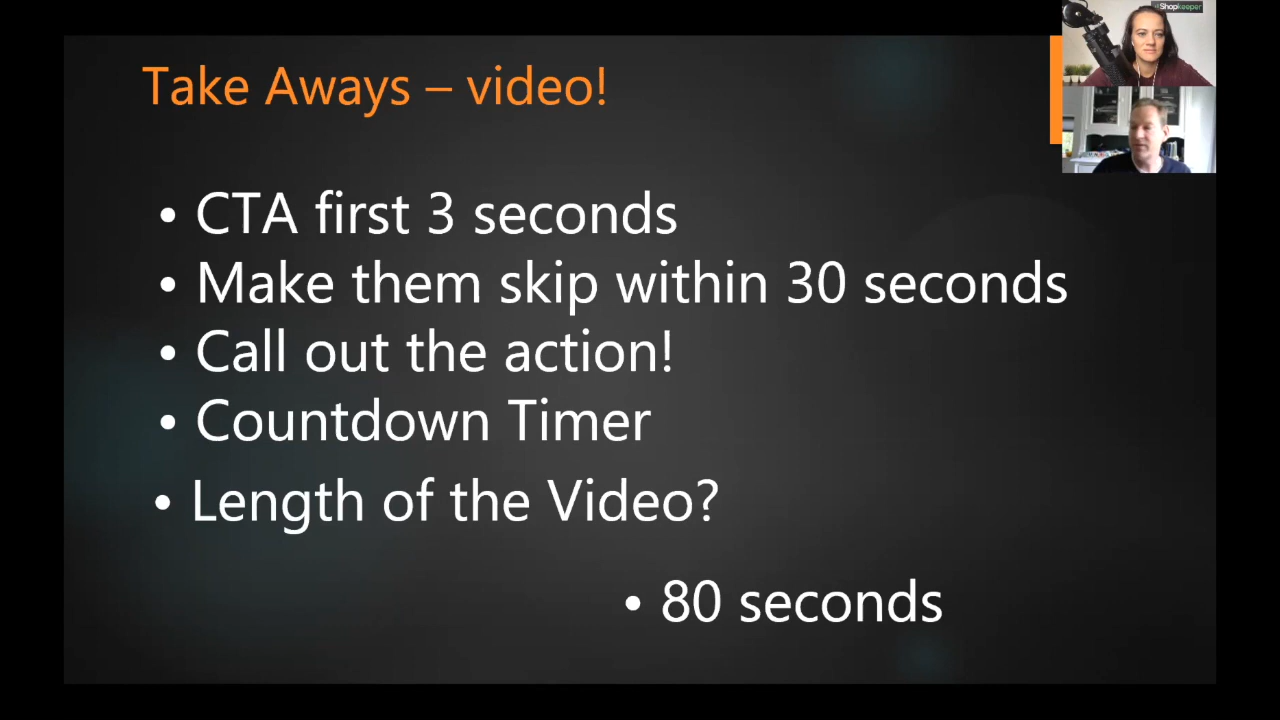 Shopkeeper
Take Aways – video!
• CTA first 3 seconds
• Make them skip within 30 seconds
• Call out the action!
• Countdown Timer
• Length of the Video?
• 80 seconds